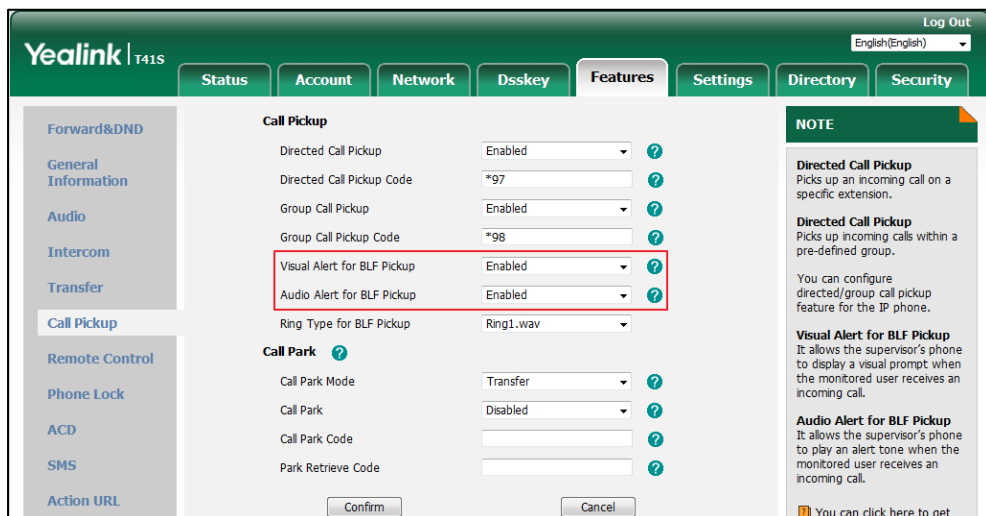 Log Out
Yealink T41S
English(English)
Status Account Network Dsskey Features Settings Directory Security
Forward&DND
General
Information
Audio
Intercom
Transfer
Call Pickup
Remote Control
Phone Lock
ACD
SMS
Action URL
Call Pickup
Directed Call Pickup Enabled ?
Directed Call Pickup Code *97 ?
Group Call Pickup Enabled ?
Group Call Pickup Code *98 ?
Visual Alert for BLF Pickup Enabled ?
Audio Alert for BLF Pickup Enabled ?
Ring Type for BLF Pickup Ring1.wav
Call Park ?
Call Park Mode Transfer ?
Call Park Disabled ?
Call Park Code ?
Park Retrieve Code ?
Confirm Cancel
NOTE
Directed Call Pickup
Picks up an incoming call on a
specific extension.
Directed Call Pickup
Picks up incoming calls within a
pre-defined group.
You can configure
directed/group call pickup
feature for the IP phone.
Visual Alert for BLF Pickup
It allows the supervisor's phone
to display a visual prompt when
the monitored user receives an
incoming call.
Audio Alert for BLF Pickup
It allows the supervisor's phone
to play an alert tone when the
monitored user receives an
incoming call.
? You can click here to get